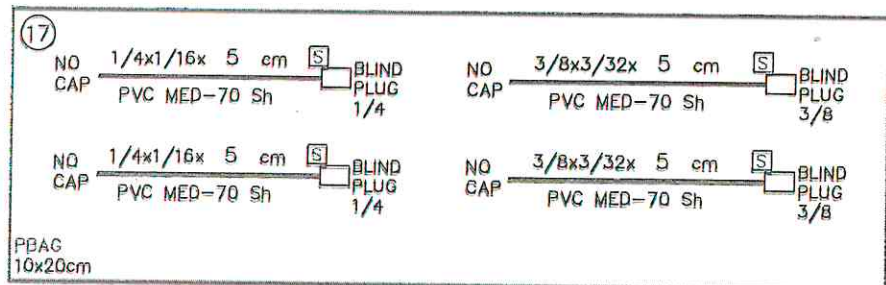 17
NO CAP 1/4x1/16x 5 cm S BLIND PLUG 1/4
PVC MED-70 Sh
NO CAP 3/8x3/32x 5 cm S BLIND PLUG 3/8
PVC MED-70 Sh
NO CAP 1/4x1/16x 5 cm S BLIND PLUG 1/4
PVC MED-70 Sh
NO CAP 3/8x3/32x 5 cm S BLIND PLUG 3/8
PVC MED-70 Sh
PBAG
10x20cm